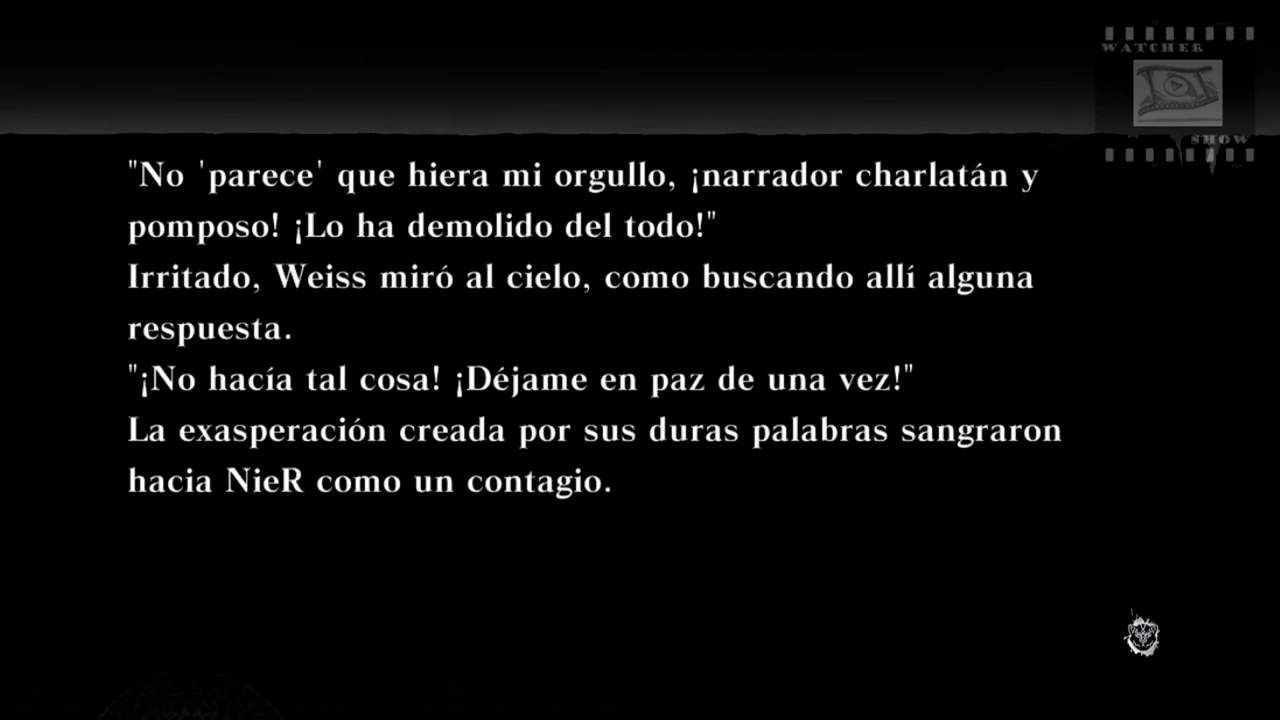 WATCHER
SHOW
"No 'parece' que hiera mi orgullo, ¡narrador charlatán y
pomposo! ¡Lo ha demolido del todo!"
Irritado, Weiss miró al cielo, como buscando allí alguna
respuesta.
"¡No hacía tal cosa! ¡Déjame en paz de una vez!"
La exasperación creada por sus duras palabras sangraron
hacia NieR como un contagio.